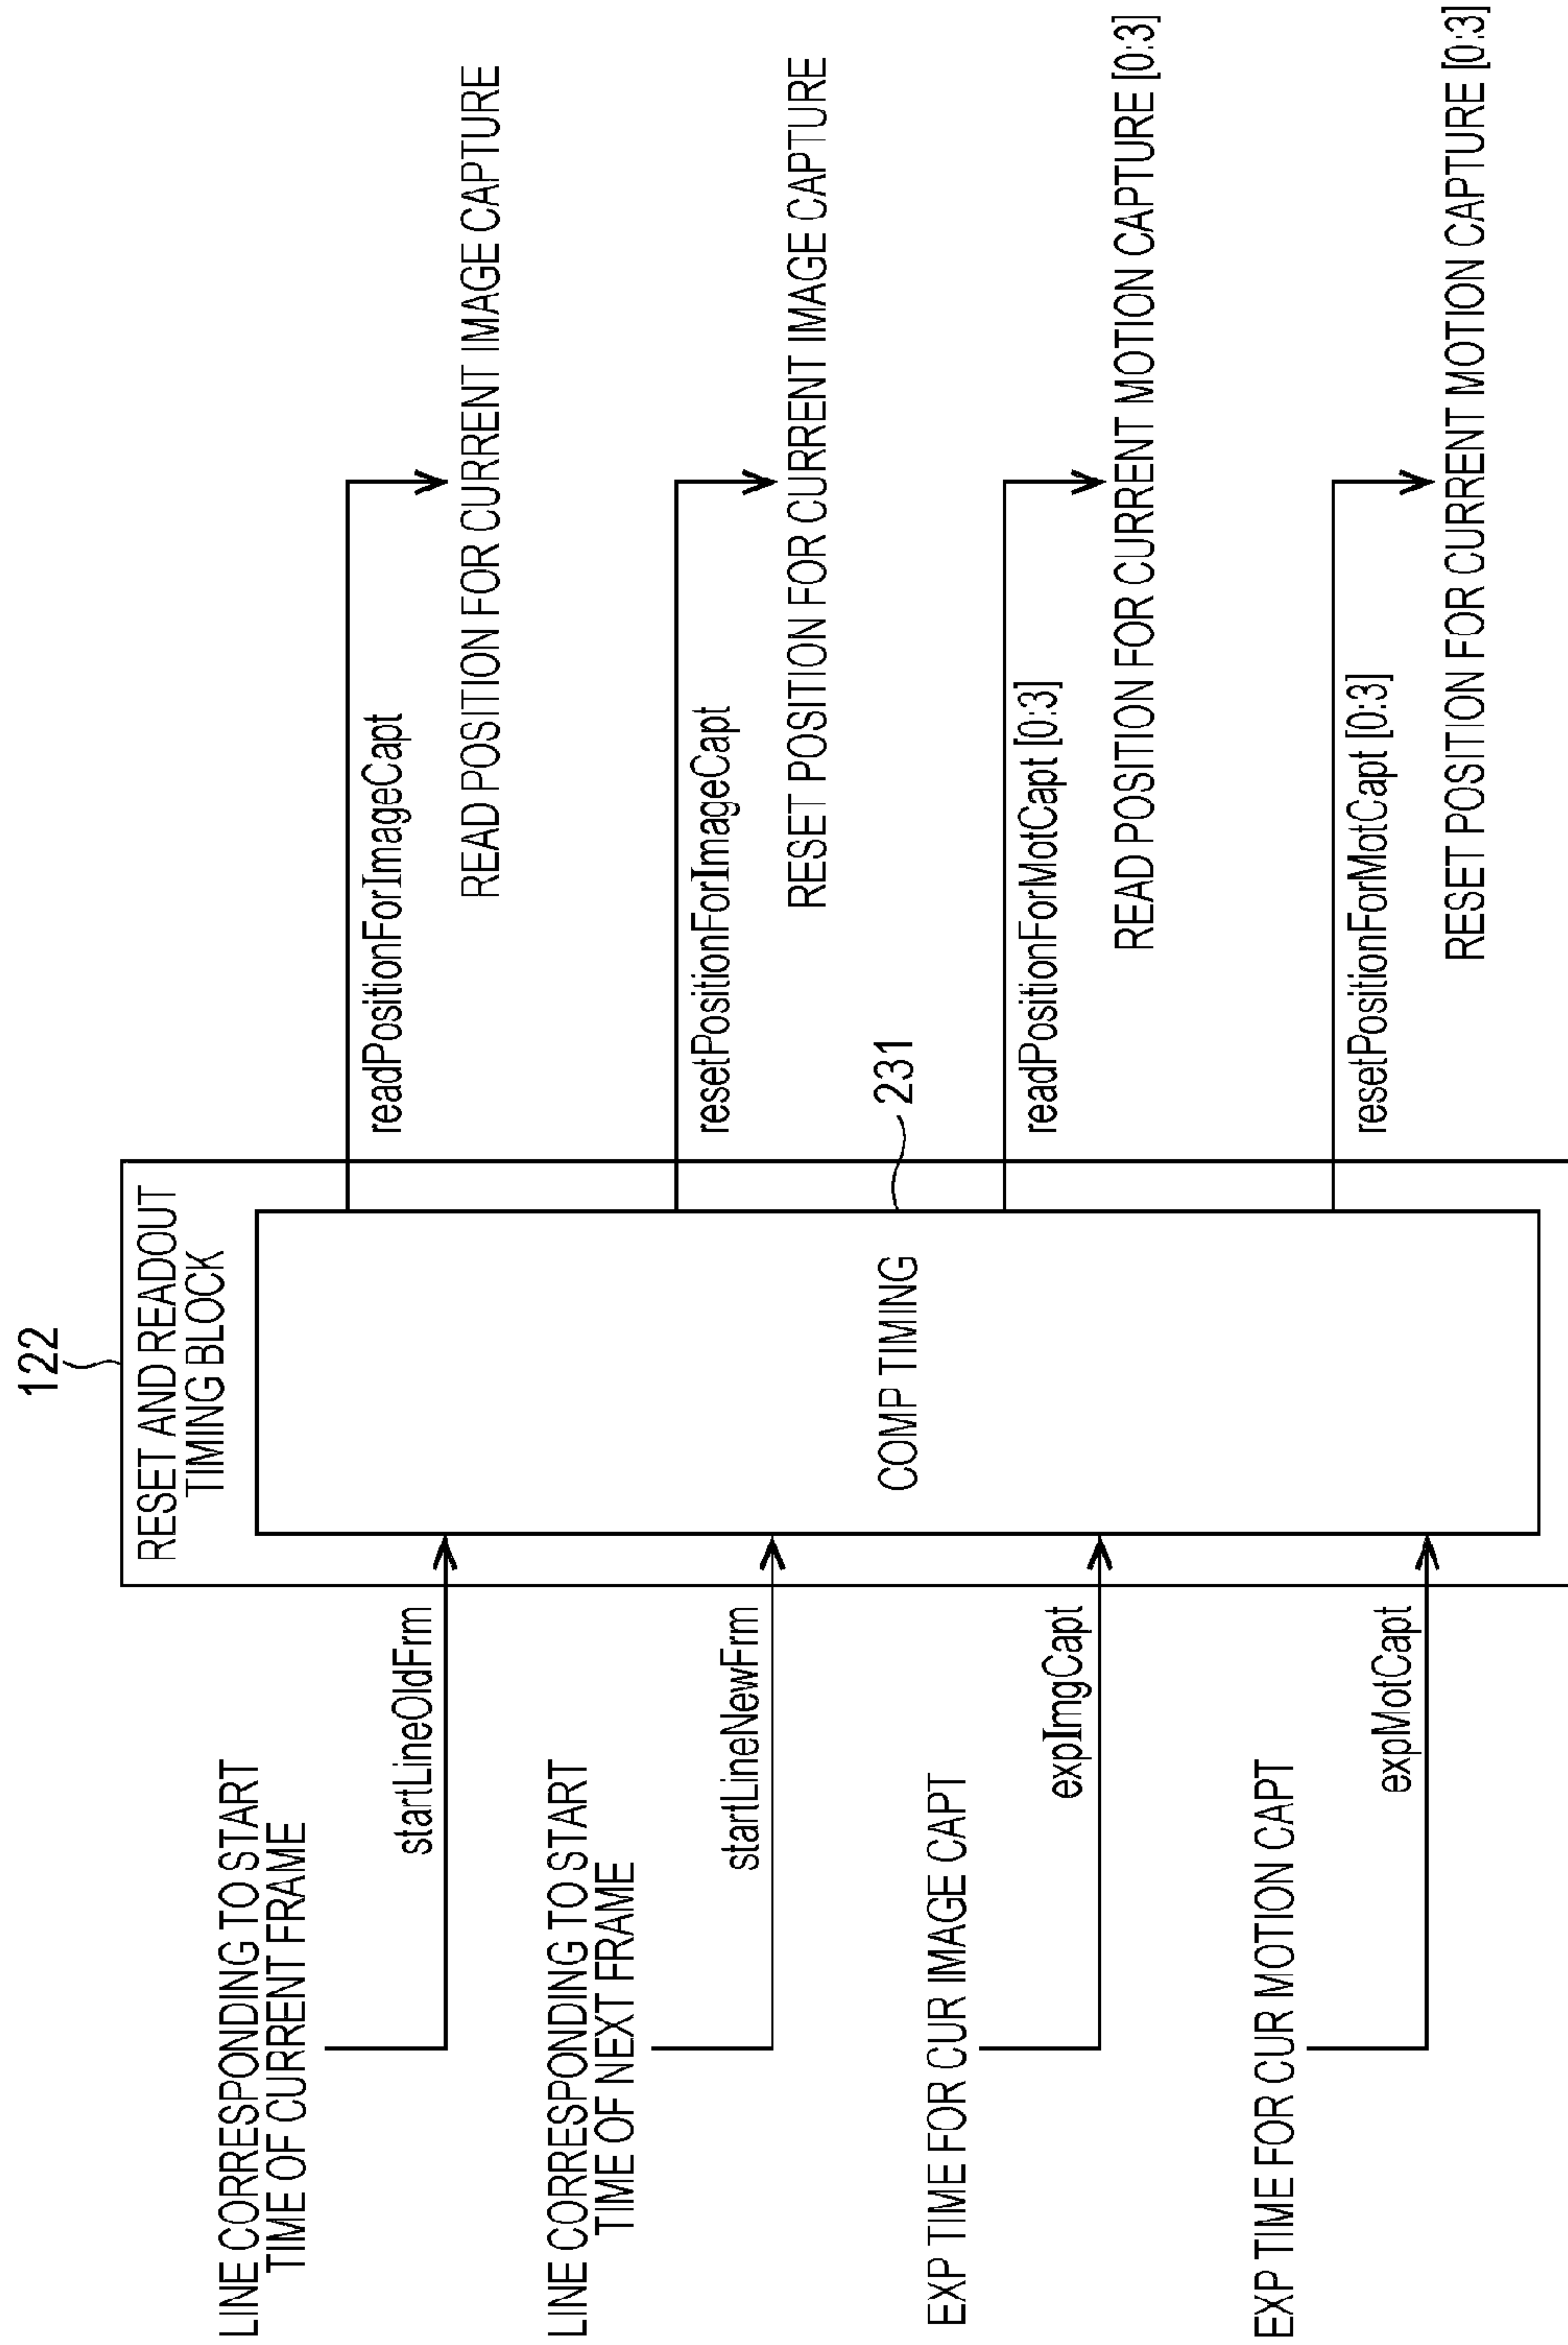 122
RESET AND READOUT
TIMING BLOCK
LINE CORRESPONDING TO START
TIME OF CURRENT FRAME
startLineOldFrm
LINE CORRESPONDING TO START
TIME OF NEXT FRAME
startLineNewFrm
EXP TIME FOR CUR IMAGE CAPT
expImgCapt
EXP TIME FOR CUR MOTION CAPT
expMotCapt
COMP TIMING
231
readPositionForImageCapt
READ POSITION FOR CURRENT IMAGE CAPTURE
resetPositionForImageCapt
RESET POSITION FOR CURRENT IMAGE CAPTURE
readPositionForMotCapt [0:3]
READ POSITION FOR CURRENT MOTION CAPTURE [0:3]
resetPositionForMotCapt [0:3]
RESET POSITION FOR CURRENT MOTION CAPTURE [0:3]